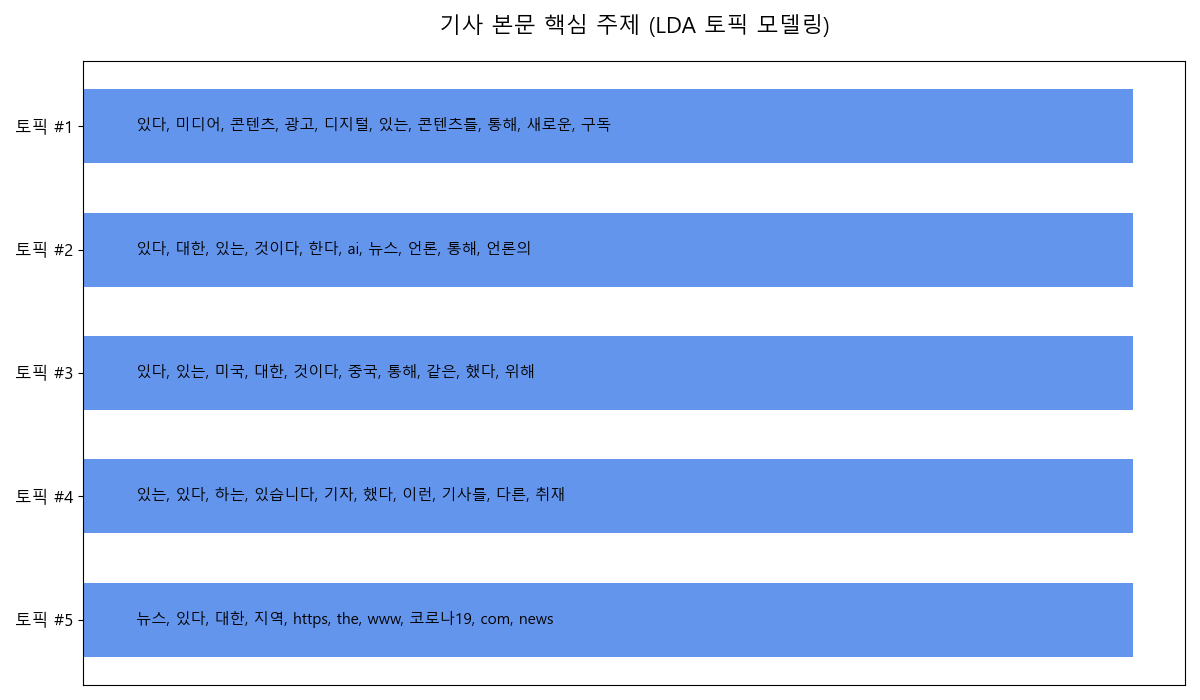 기사 본문 핵심 주제 (LDA 토픽 모델링)
토픽 #1 있다, 미디어, 콘텐츠, 광고, 디지털, 있는, 콘텐츠를, 통해, 새로운, 구독
토픽 #2 있다, 대한, 있는, 것이다, 한다, ai, 뉴스, 언론, 통해, 언론의
토픽 #3 있다, 있는, 미국, 대한, 것이다, 중국, 통해, 같은, 했다, 위해
토픽 #4 있는, 있다, 하는, 있습니다, 기자, 했다, 이런, 기사를, 다른, 취재
토픽 #5 뉴스, 있다, 대한, 지역, https, the, www, 코로나19, com, news